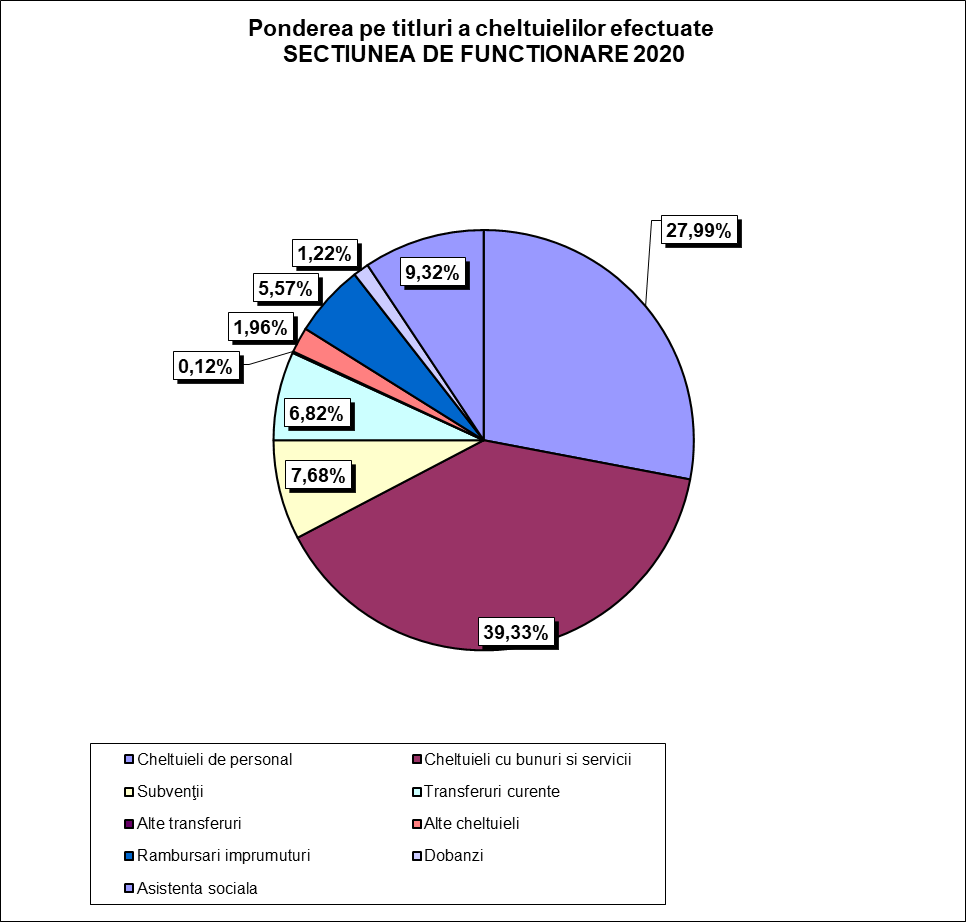 Ponderea pe titluri a cheltuielilor efectuate
SECTIUNEA DE FUNCTIONARE 2020
27,99%
1,22%
9,32%
5,57%
1,96%
0,12%
6,82%
7,68%
39,33%
Cheltuieli de personal
Cheltuieli cu bunuri si servicii
Subvenţii
Transferuri curente
Alte transferuri
Alte cheltuieli
Rambursari imprumuturi
Dobanzi
Asistenta sociala